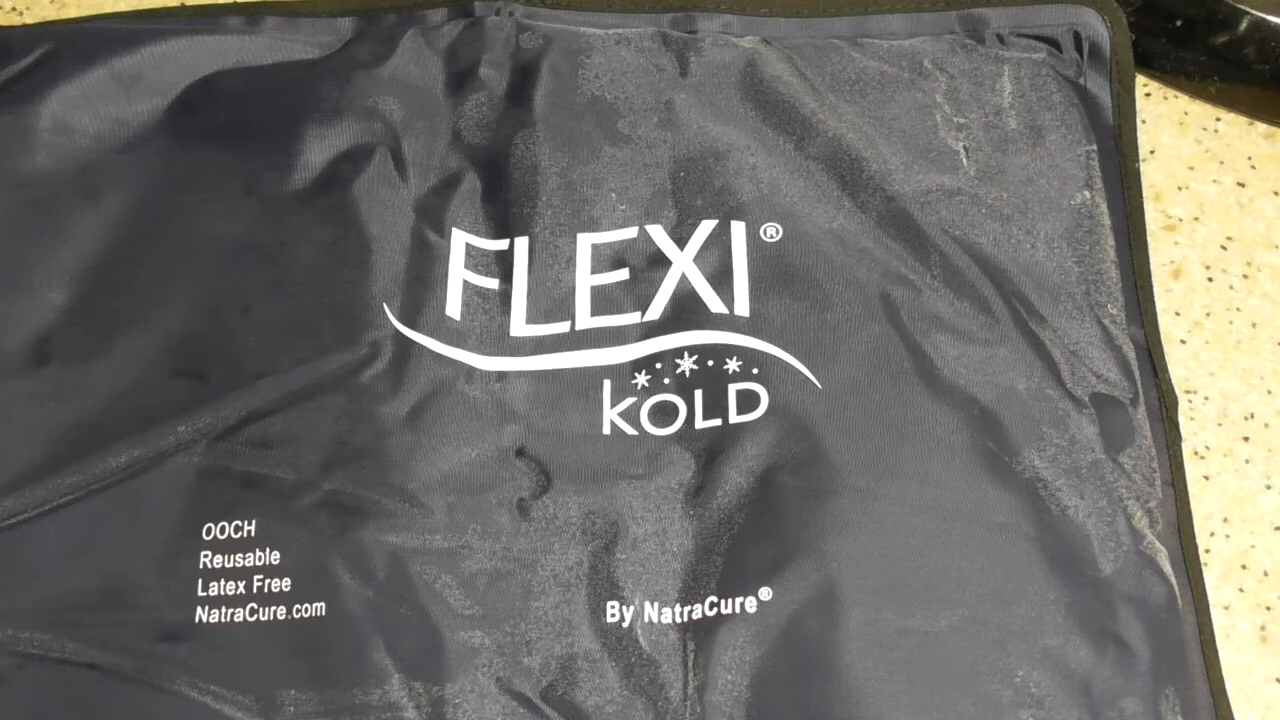 FLEXI®
KOLD
OOCH
Reusable
Latex Free
NatraCure.com
By NatraCure®